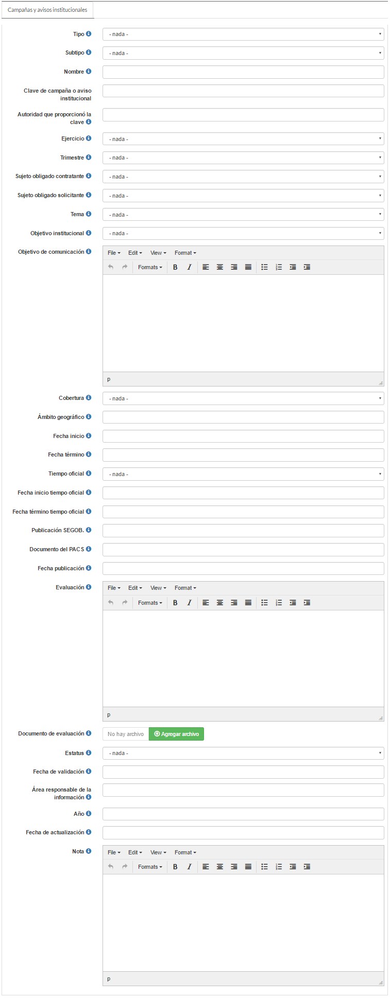 Campañas y avisos institucionales
Tipo
- nada -
Subtipo
- nada -
Nombre
Clave de campaña o aviso
institucional
Autoridad que proporcionó la
clave
Ejercicio
- nada -
Trimestre
- nada -
Sujeto obligado contratante
- nada -
Sujeto obligado solicitante
- nada -
Tema
- nada -
Objetivo institucional
- nada -
Objetivo de comunicación
File Edit View Format
Formats B I
p
Cobertura
- nada -
Ámbito geográfico
Fecha inicio
Fecha término
Tiempo oficial
- nada -
Fecha inicio tiempo oficial
Fecha término tiempo oficial
Publicación SEGOB.
Documento del PACS
Fecha publicación
Evaluación
File Edit View Format
Formats B I
p
Documento de evaluación
No hay archivo Agregar archivo
Estatus
- nada -
Fecha de validación
Área responsable de la
información
Año
Fecha de actualización
Nota
File Edit View Format
Formats B I
p